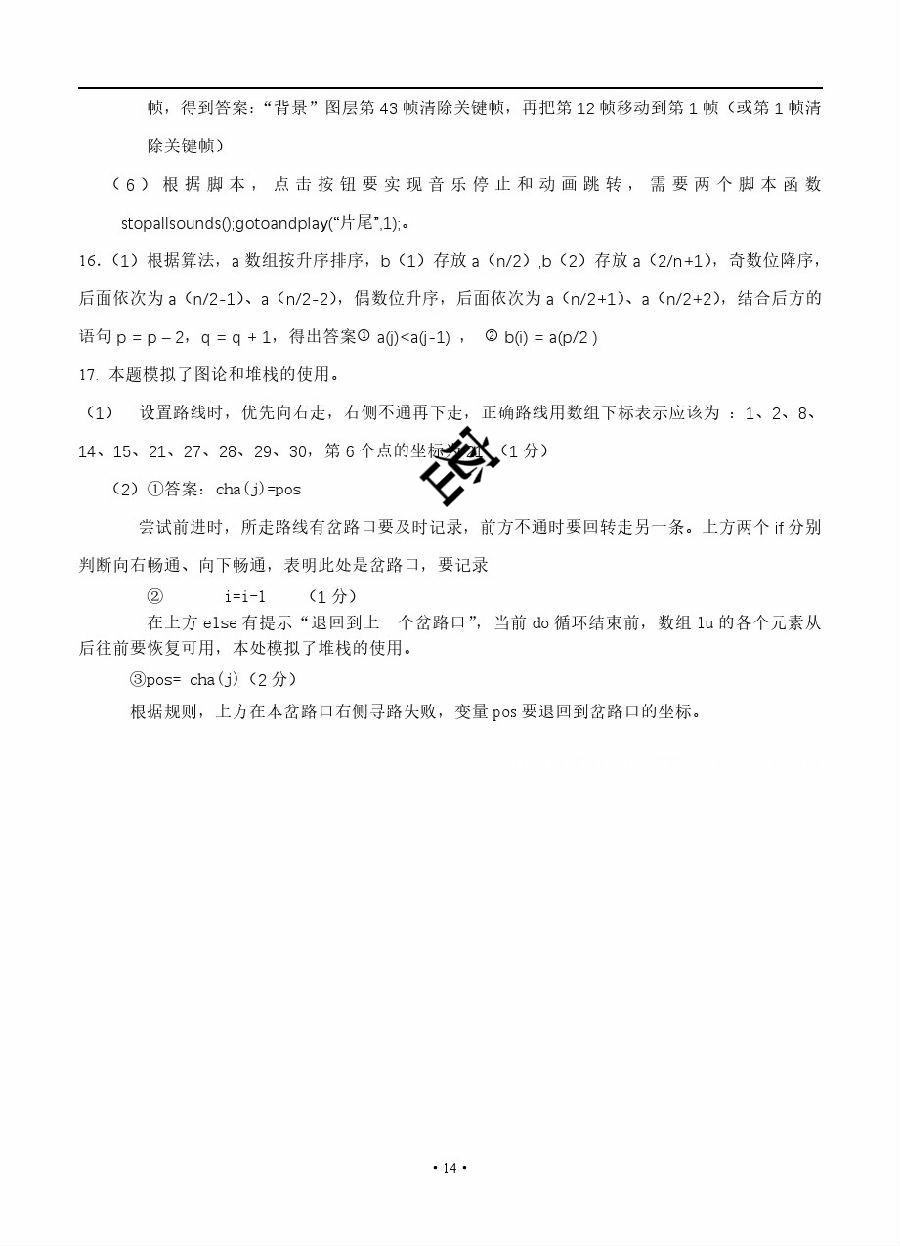 帧，得到答案：“背景”图层第 43 帧清除关键帧，再把第 12 帧移动到第 1 帧（或第 1 帧清
除关键帧）
（6）根据脚本，点击按钮要实现音乐停止和动画跳转，需要两个脚本函数
stopallsounds();gotoandplay(“片尾”,1);。
16.（1）根据算法，a 数组按升序排序，b（1）存放 a（n/2）,b（2）存放 a（2/n+1），奇数位降序，
后面依次为 a（n/2-1）、a（n/2-2），偶数位升序，后面依次为 a（n/2+1）、a（n/2+2），结合后方的
语句 p = p – 2，q = q + 1，得出答案① a(j)<a(j-1) ， ② b(i) = a(p/2 )
17. 本题模拟了图论和堆栈的使用。
（1） 设置路线时，优先向右走，右侧不通再下走，正确路线用数组下标表示应该为 ：1、2、8、
14、15、21、27、28、29、30，第 6 个点的坐标为 21 （1 分）
（2）①答案：cha(j)=pos
尝试前进时，所走路线有岔路口要及时记录，前方不通时要回转走另一条。上方两个 if 分别
判断向右畅通、向下畅通，表明此处是岔路口，要记录
② i=i-1 （1 分）
在上方 else 有提示“退回到上 个岔路口”，当前 do 循环结束前，数组 lu 的各个元素从
后往前要恢复可用，本处模拟了堆栈的使用。
③pos= cha(j)（2 分）
根据规则，上方在本岔路口右侧寻路失败，变量 pos 要退回到岔路口的坐标。
· 14 ·